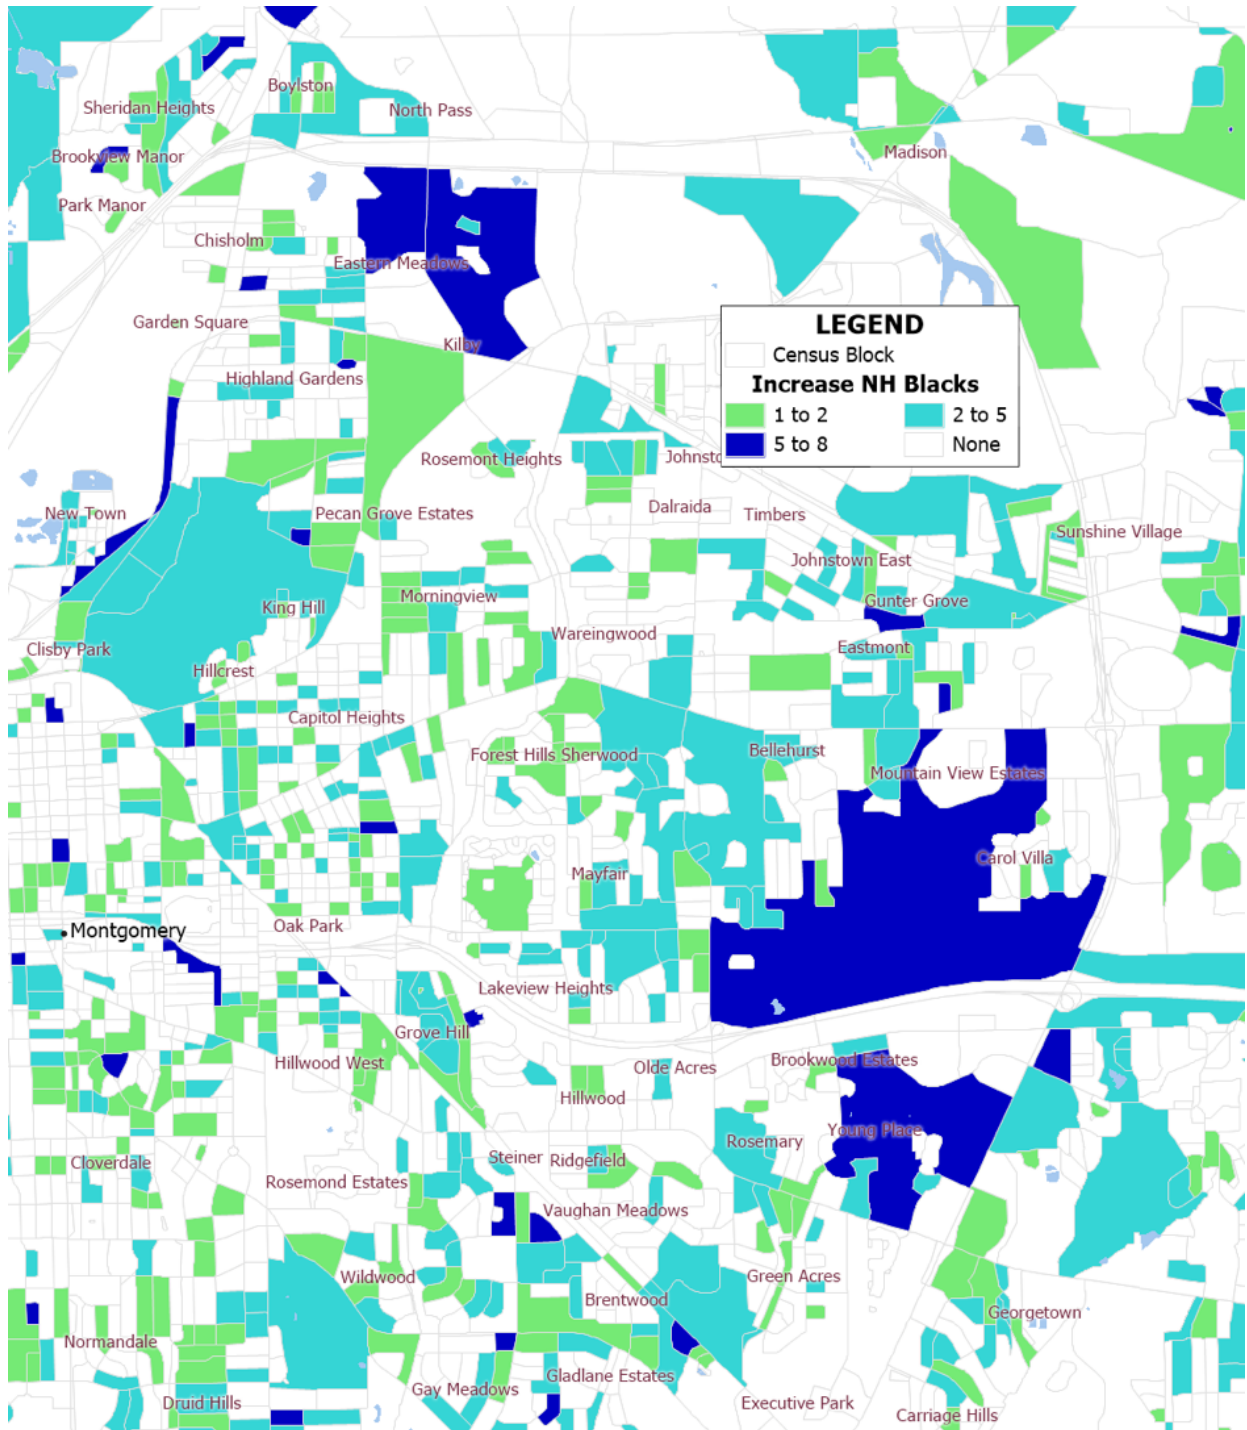 Boylston
Sheridan Heights
North Pass
Brookview Manor
Madison
Park Manor
Chisholm
Eastern Meadows
Garden Square
LEGEND
Census Block
Increase NH Blacks
1 to 2
2 to 5
5 to 8
None
Kilby
Highland Gardens
Rosemont Heights
Johnsto
Dalraida
New Town
Pecan Grove Estates
Timbers
Sunshine Village
Johnstown East
Morningview
King Hill
Gunter Grove
Wareingwood
Clisby Park
Eastmont
Hillcrest
Capitol Heights
Forest Hills Sherwood
Bellehurst
Mountain View Estates
Carol Villa
Mayfair
Oak Park
Montgomery
Lakeview Heights
Grove Hill
Hillwood West
Olde Acres
Brookwood Estates
Hillwood
Young Place
Rosemary
Cloverdale
Steiner
Ridgefield
Rosemond Estates
Vaughan Meadows
Wildwood
Green Acres
Brentwood
Georgetown
Normandale
Gladlane Estates
Gay Meadows
Druid Hills
Executive Park
Carriage Hills